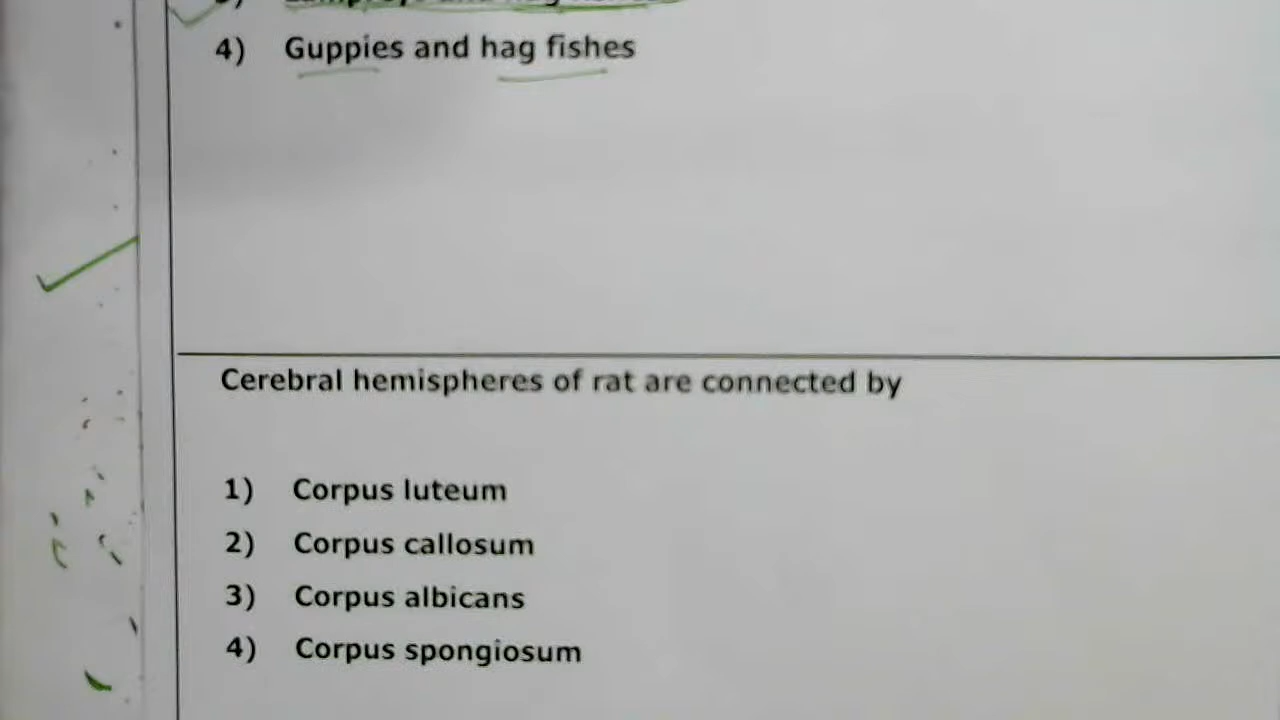 4) Guppies and hag fishes
Cerebral hemispheres of rat are connected by
1) Corpus luteum
2) Corpus callosum
3) Corpus albicans
4) Corpus spongiosum